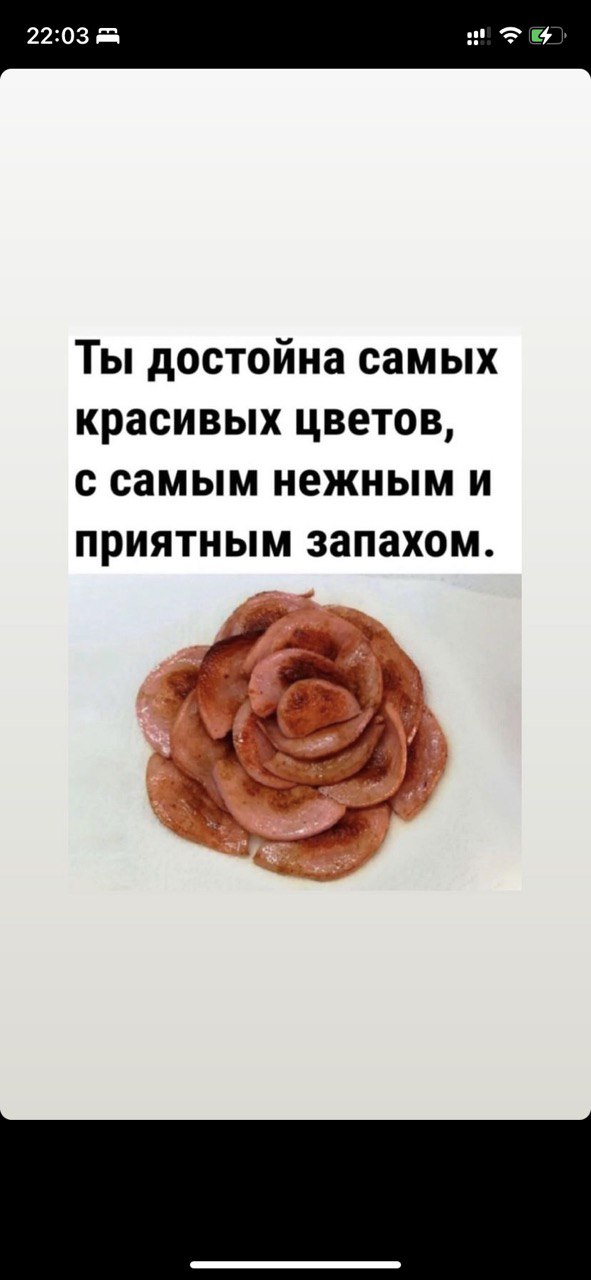 22:03
Ты достойна самых
красивых цветов,
с самым нежным и
приятным запахом.